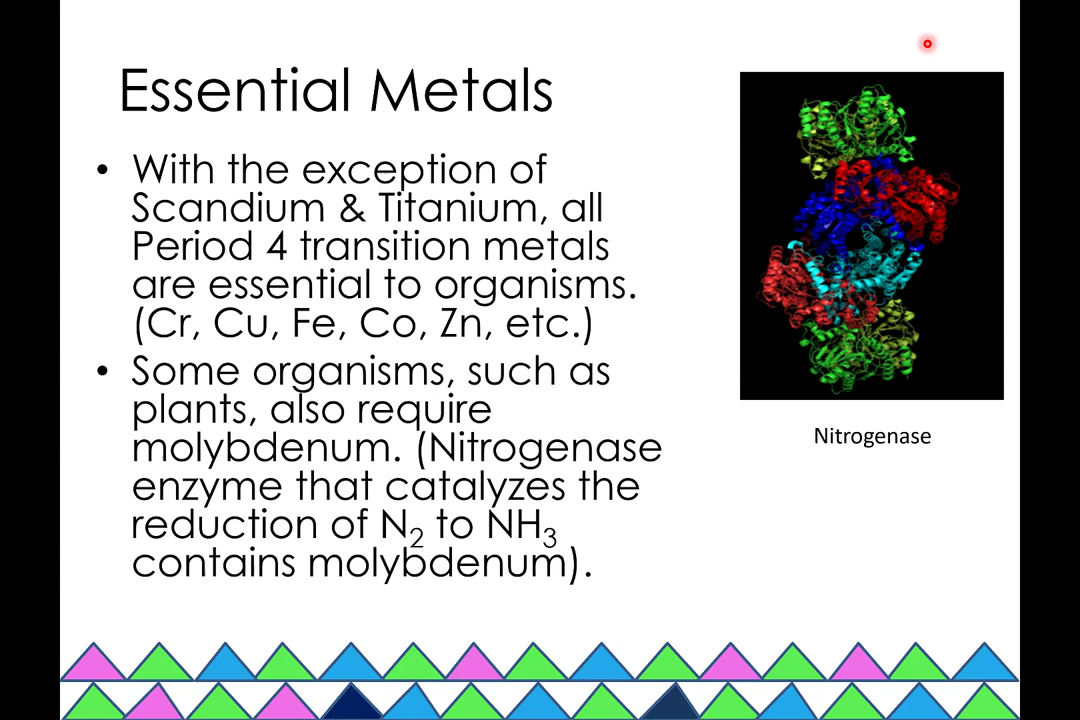 Essential Metals
• With the exception of
Scandium & Titanium, all
Period 4 transition metals
are essential to organisms.
(Cr, Cu, Fe, Co, Zn, etc.)
• Some organisms, such as
plants, also require
molybdenum. (Nitrogenase
enzyme that catalyzes the
reduction of N₂ to NH₃
contains molybdenum).
Nitrogenase